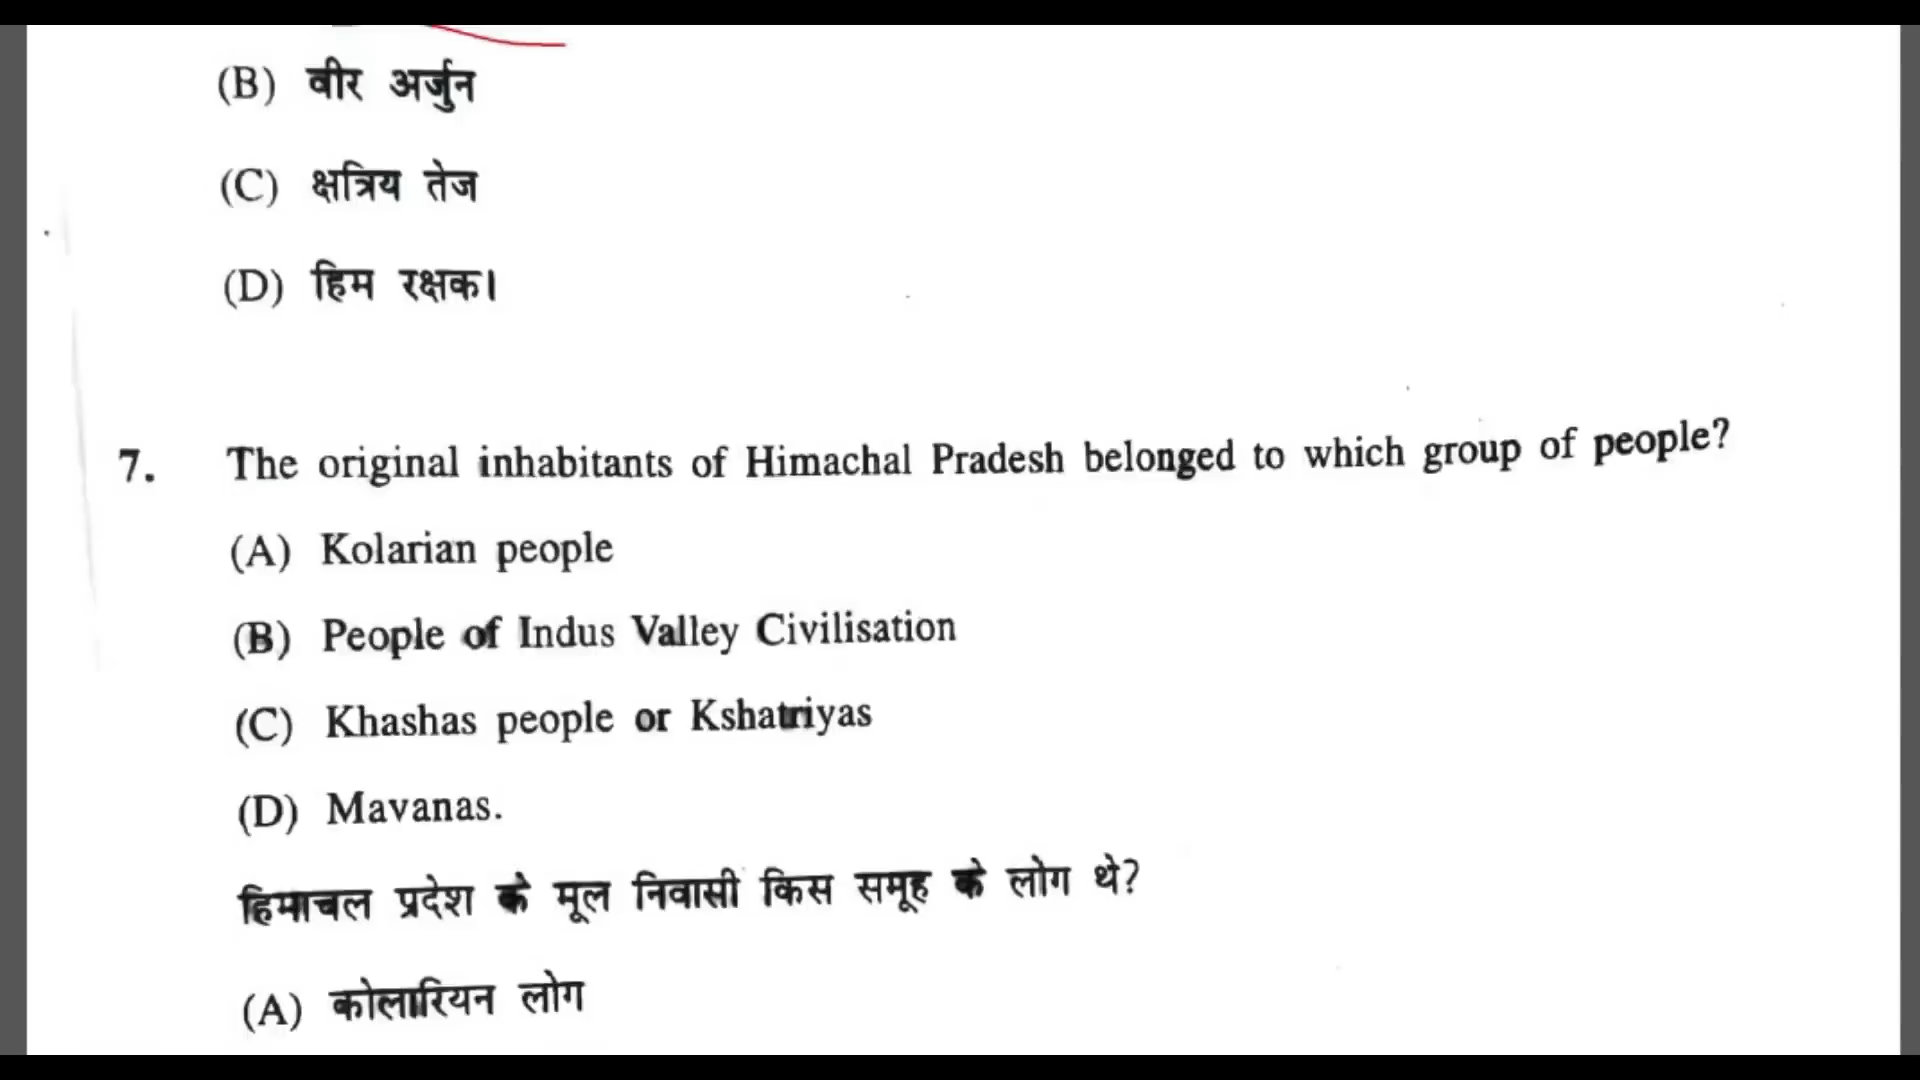 (B) वीर अर्जुन
(C) क्षत्रिय तेज
(D) हिम रक्षक।
7. The original inhabitants of Himachal Pradesh belonged to which group of people?
(A) Kolarian people
(B) People of Indus Valley Civilisation
(C) Khashas people or Kshatriyas
(D) Mavanas.
हिमाचल प्रदेश के मूल निवासी किस समूह के लोग थे?
(A) कोलारियन लोग